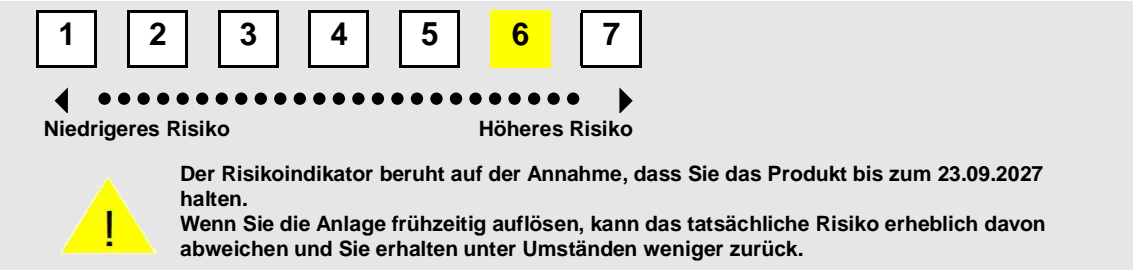 1 2 3 4 5 6 7
Niedrigeres Risiko Höheres Risiko
Der Risikoindikator beruht auf der Annahme, dass Sie das Produkt bis zum 23.09.2027
halten.
Wenn Sie die Anlage frühzeitig auflösen, kann das tatsächliche Risiko erheblich davon
abweichen und Sie erhalten unter Umständen weniger zurück.
!